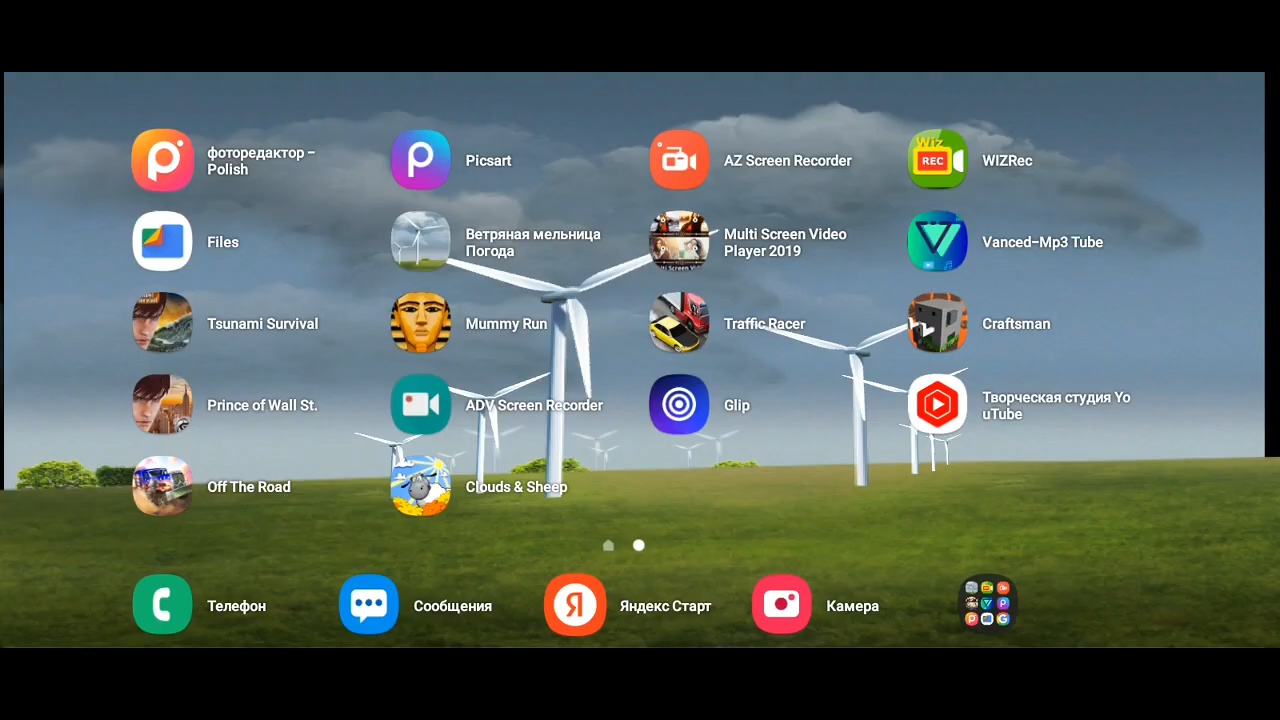 фоторедактор –
Polish
Picsart
AZ Screen Recorder
Wiz
REC
WIZRec
Files
Ветряная мельница
Погода
Multi Screen Video
Player 2019
Vanced-Mp3 Tube
Tsunami Survival
Mummy Run
Traffic Racer
Craftsman
Prince of Wall St.
ADV Screen Recorder
Glip
Творческая студия Yo
uTube
Off The Road
Clouds & Sheep
Телефон
Сообщения
Я
Яндекс Старт
Камера